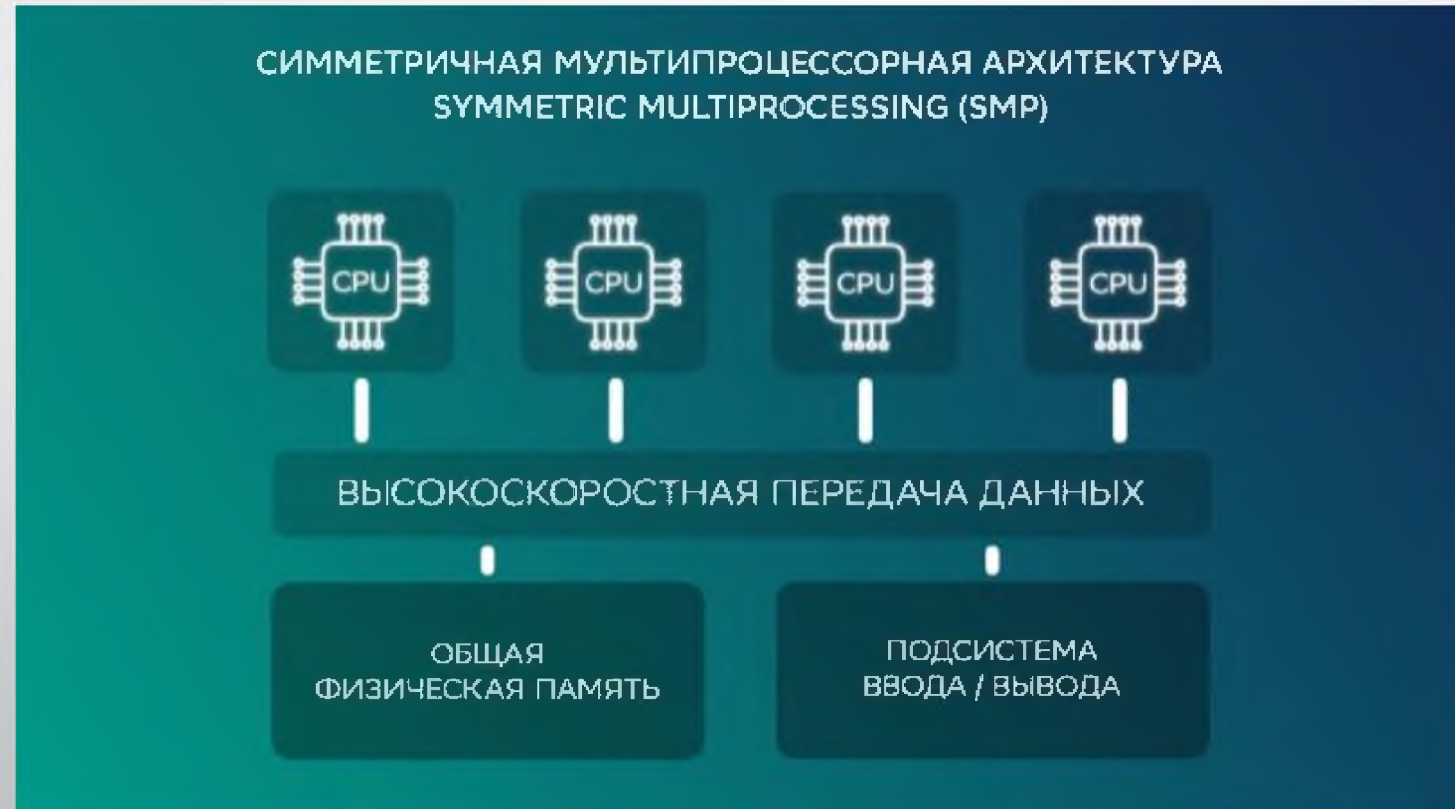 СИММЕТРИЧНАЯ МУЛЬТИПРОЦЕССОРНАЯ АРХИТЕКТУРА
SYMMETRIC MULTIPROCESSING (SMP)
CPU CPU CPU CPU
ВЫСОКОСКОРОСТНАЯ ПЕРЕДАЧА ДАННЫХ
ОБЩАЯ
ФИЗИЧЕСКАЯ ПАМЯТЬ
ПОДСИСТЕМА
ВВОДА / ВЫВОДА